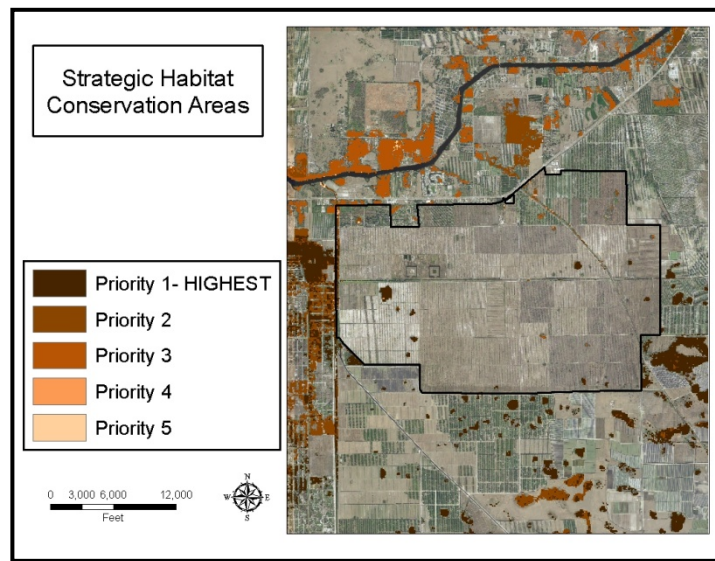 Strategic Habitat
Conservation Areas
Priority 1- HIGHEST
Priority 2
Priority 3
Priority 4
Priority 5
0 3,000 6,000 12,000
Feet
N
W E
S